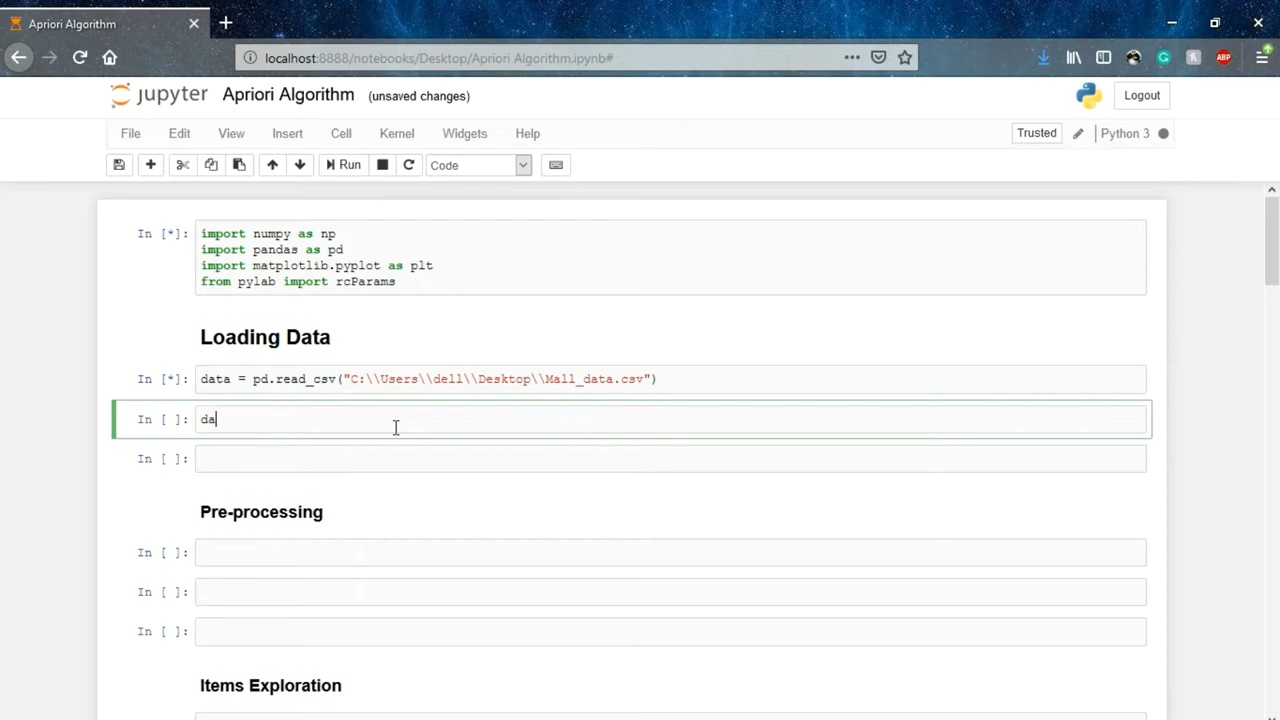 Apriori Algorithm
localhost:8888/notebooks/Desktop/Apriori Algorithm.ipynb#
ABP
jupyter Apriori Algorithm (unsaved changes)
Logout
File Edit View Insert Cell Kernel Widgets Help
Trusted
Python 3
Run
Code
In [*]:
import numpy as np
import pandas as pd
import matplotlib.pyplot as plt
from pylab import rcParams
Loading Data
In [*]: data = pd.read_csv("C:\\Users\\dell\\Desktop\\Mall_data.csv")
In [ ]: da
In [ ]:
Pre-processing
In [ ]:
In [ ]:
In [ ]:
Items Exploration